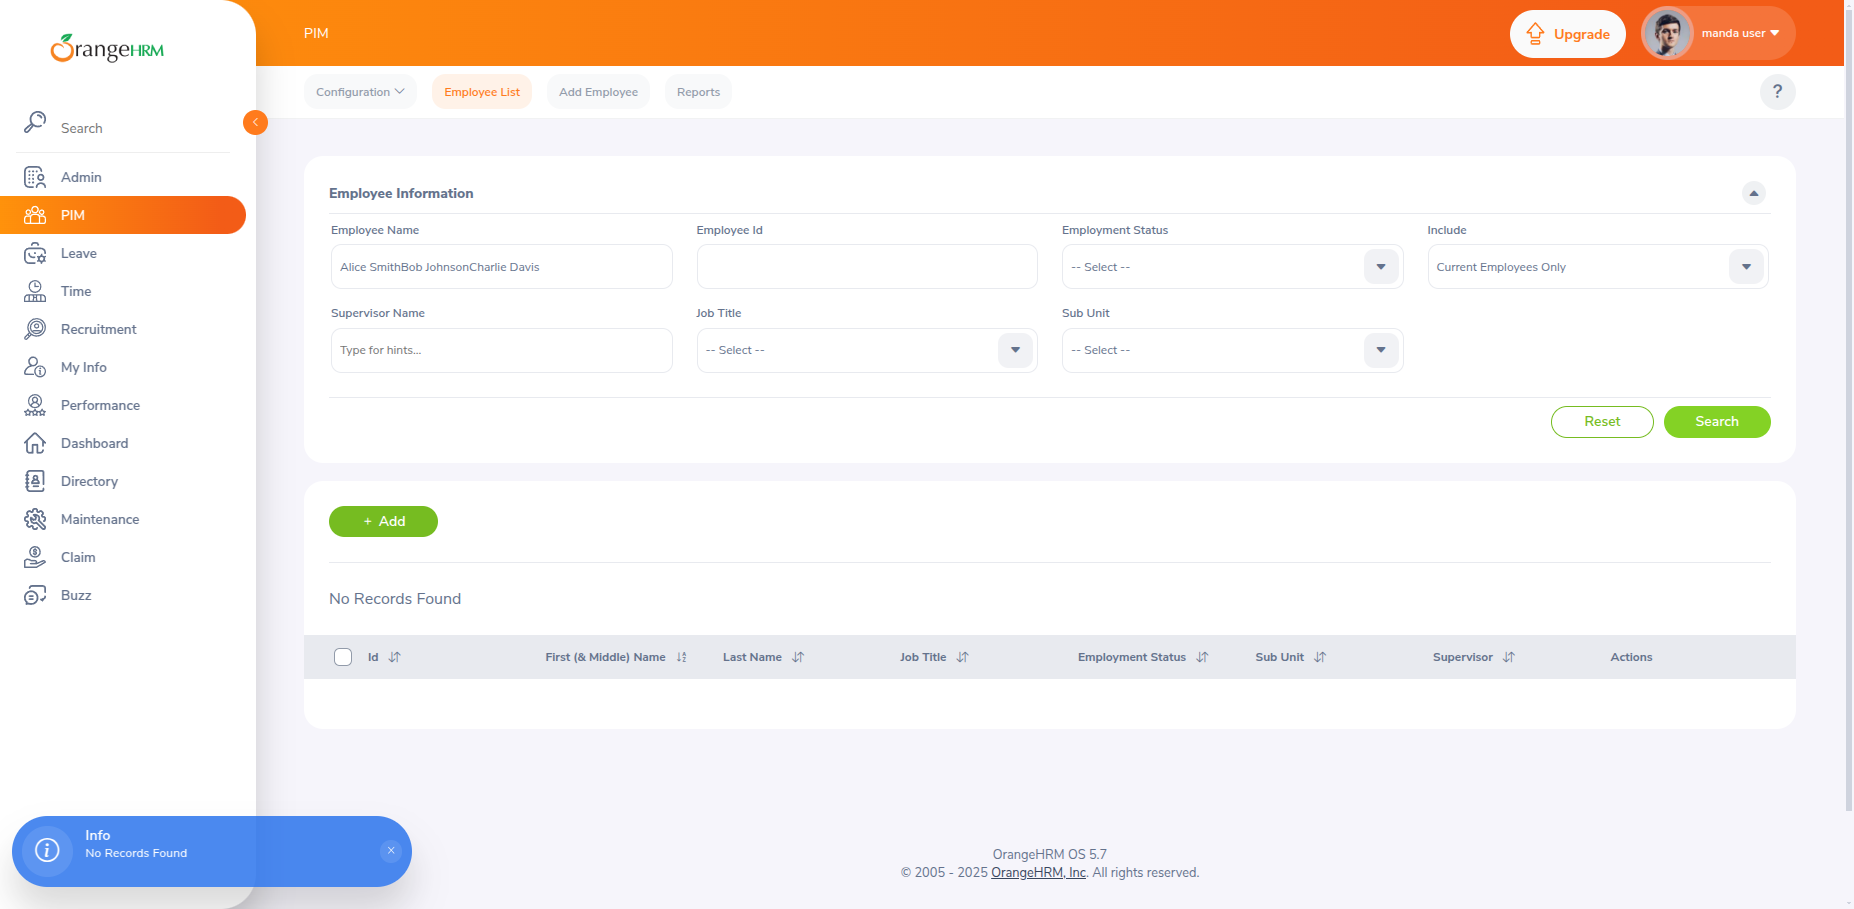 OrangeHRM
PIM
Upgrade
manda user
Configuration
Employee List
Add Employee
Reports
?
Search
Admin
PIM
Leave
Time
Recruitment
My Info
Performance
Dashboard
Directory
Maintenance
Claim
Buzz
Employee Information
Employee Name
Employee Id
Employment Status
Include
Alice SmithBob JohnsonCharlie Davis
-- Select --
Current Employees Only
Supervisor Name
Job Title
Sub Unit
Type for hints...
-- Select --
-- Select --
Reset
Search
+ Add
No Records Found
Id
First (& Middle) Name
Last Name
Job Title
Employment Status
Sub Unit
Supervisor
Actions
Info
No Records Found
OrangeHRM OS 5.7
© 2005 - 2025 OrangeHRM, Inc. All rights reserved.